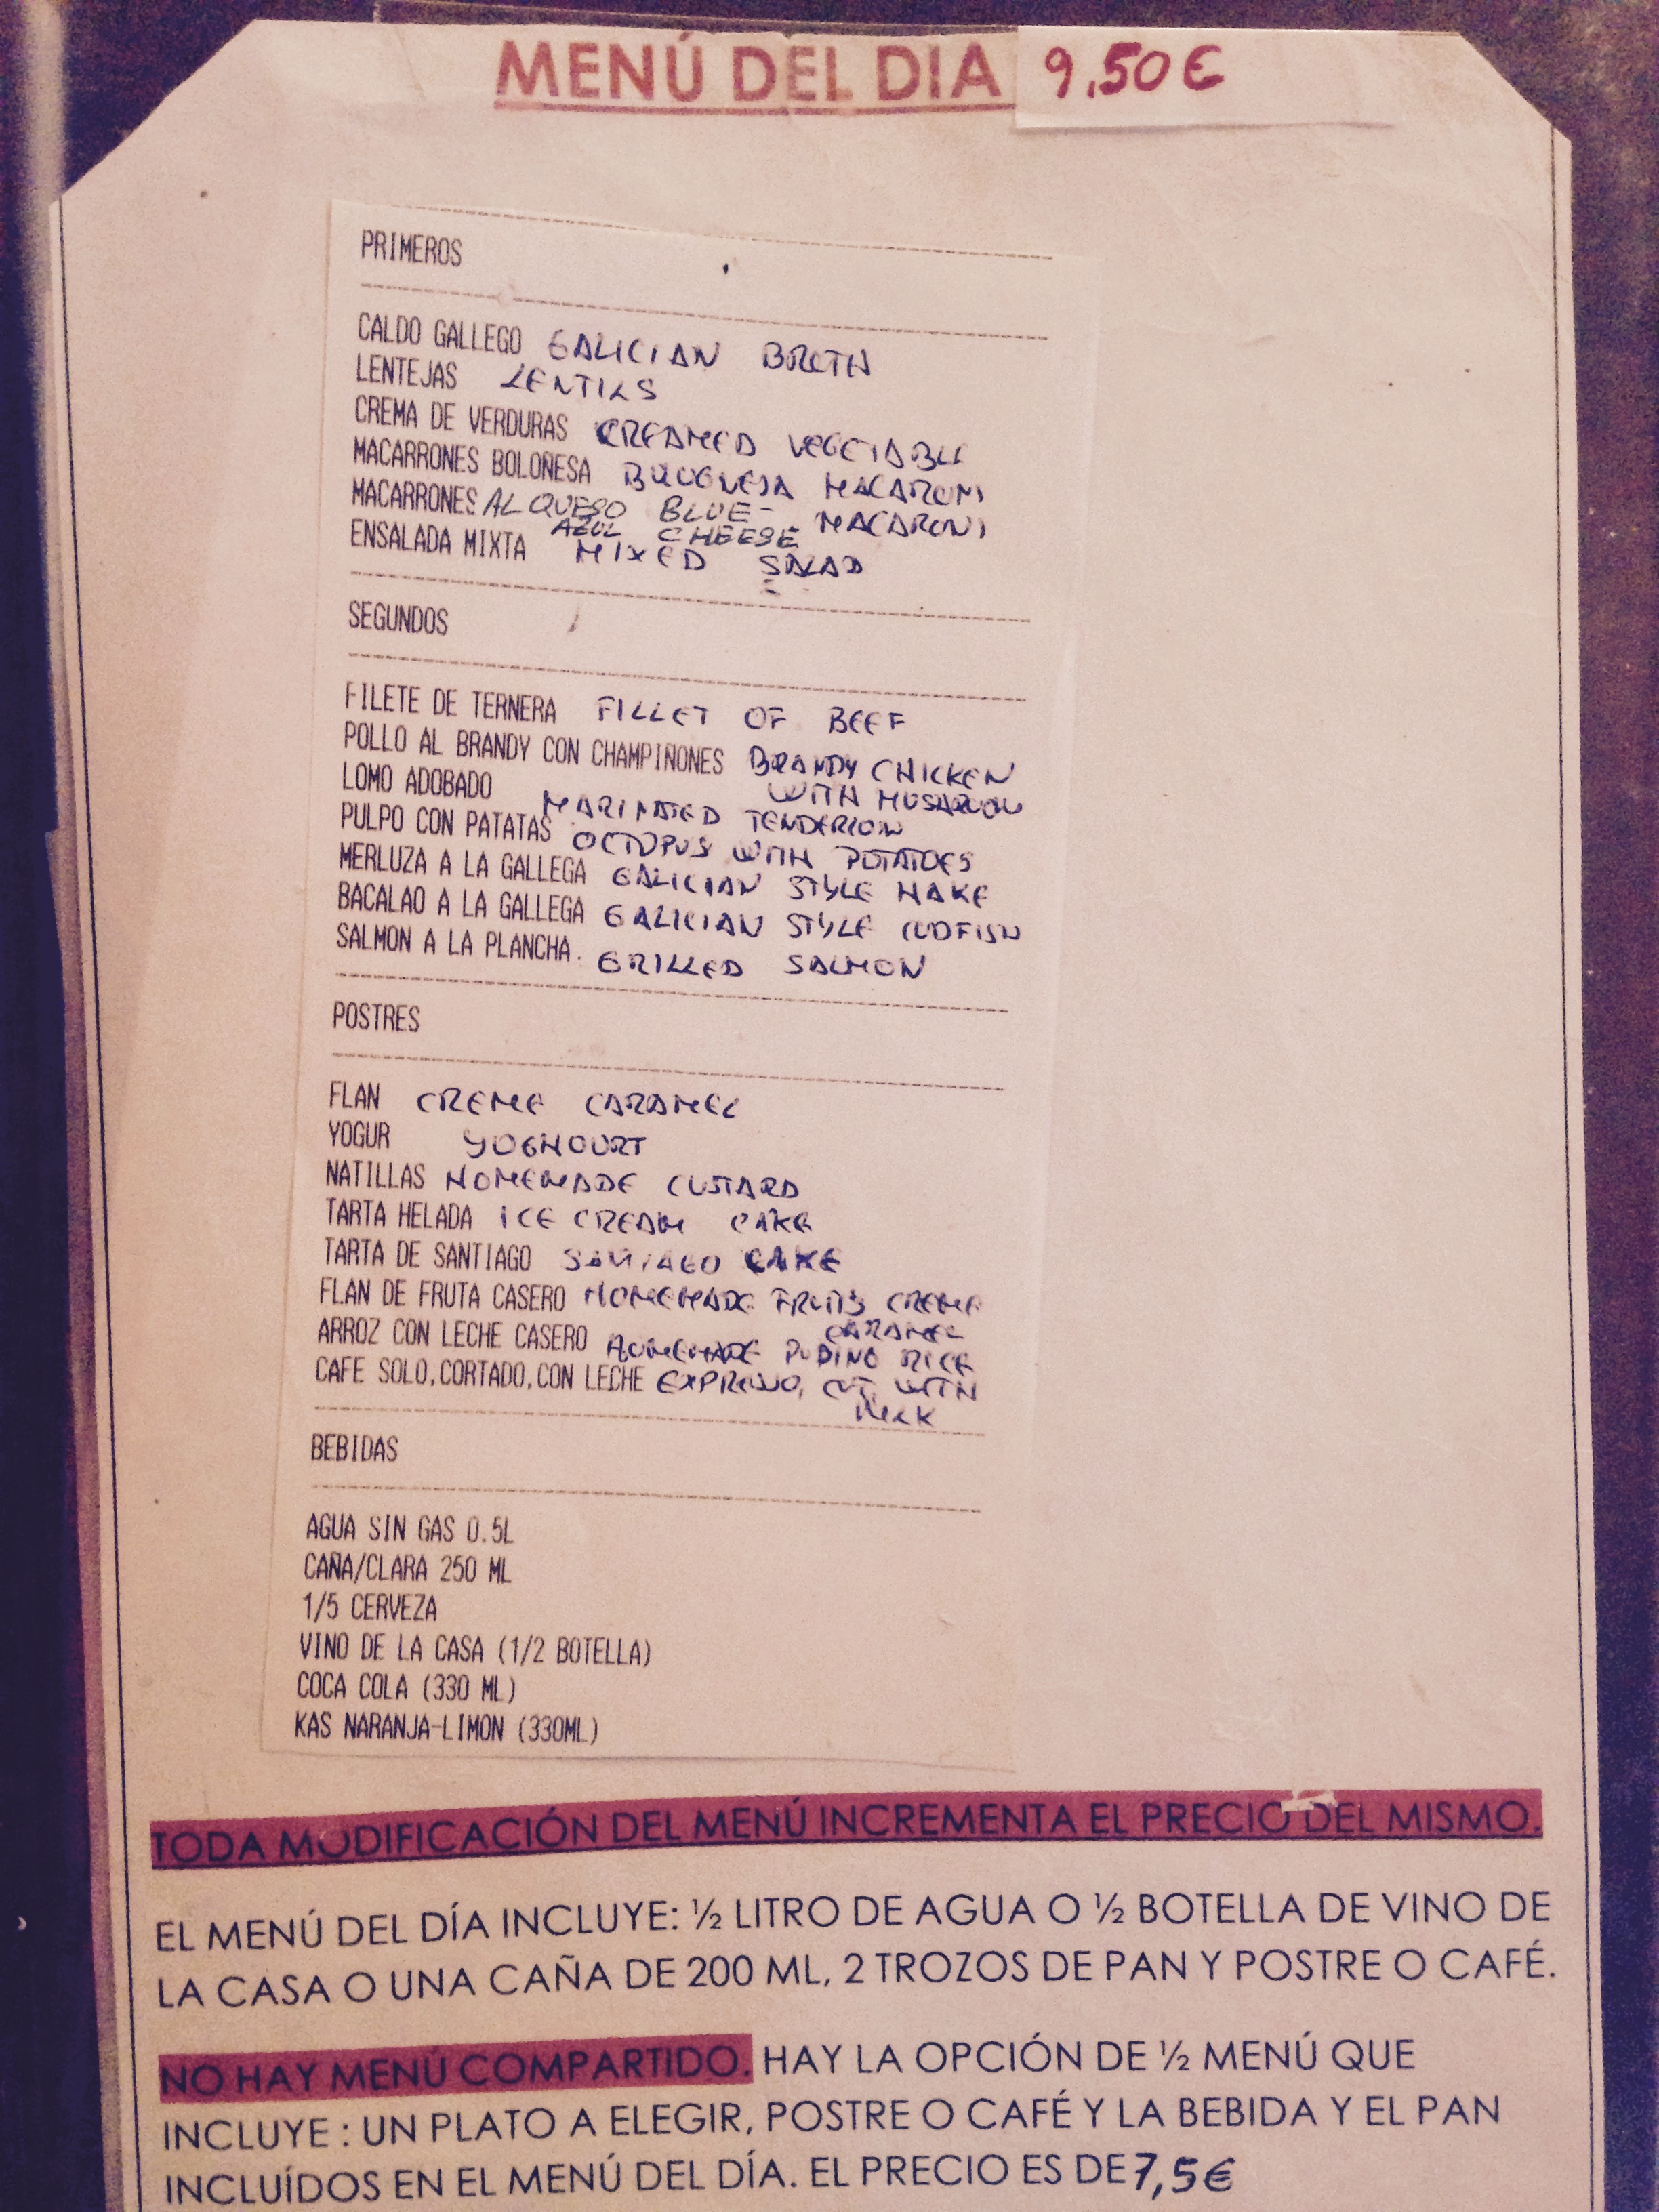 MENÚ DEL DIA 9,50€
PRIMEROS
CALDO GALLEGO GALICIAN BROTH
LENTEJAS LENTILS
CREMA DE VERDURAS CREAMED VEGETABLE
MACARRONES BOLOÑESA BOLOGNESA MACARONI
MACARRONES AL QUESO AZUL BLUE-CHEESE MACARONI
ENSALADA MIXTA MIXED SALAD
SEGUNDOS
FILETE DE TERNERA FILLET OF BEEF
POLLO AL BRANDY CON CHAMPIÑONES BRANDY CHICKEN
WITH
LOMO ADOBADO MARINATED TENDERLOIN
PULPO CON PATATAS OCTOPUS WITH POTATOES
MERLUZA A LA GALLEGA GALICIAN STYLE HAKE
BACALAO A LA GALLEGA GALICIAN STYLE CODFISH
SALMON A LA PLANCHA. GRILLED SALMON
POSTRES
FLAN CREME CARAMEL
YOGUR YOGHOURT
NATILLAS HOMEMADE CUSTARD
TARTA HELADA ICE CREAM CAKE
TARTA DE SANTIAGO SANTIAGO CAKE
FLAN DE FRUTA CASERO HOMEMADE FRUITS CREME
CARAMEL
ARROZ CON LECHE CASERO HOMEMADE PUDING RICE
CAFE SOLO,CORTADO,CON LECHE EXPRESSO, CUT, WITH
MILK
BEBIDAS
AGUA SIN GAS 0.5L
CAÑA/CLARA 250 ML
1/5 CERVEZA
VINO DE LA CASA (1/2 BOTELLA)
COCA COLA (330 ML)
KAS NARANJA-LIMON (330ML)
TODA MODIFICACIÓN DEL MENÚ INCREMENTA EL PRECIO DEL MISMO.
EL MENÚ DEL DÍA INCLUYE: ½ LITRO DE AGUA O ½ BOTELLA DE VINO DE
LA CASA O UNA CAÑA DE 200 ML, 2 TROZOS DE PAN Y POSTRE O CAFÉ.
NO HAY MENÚ COMPARTIDO. HAY LA OPCIÓN DE ½ MENÚ QUE
INCLUYE : UN PLATO A ELEGIR, POSTRE O CAFÉ Y LA BEBIDA Y EL PAN
INCLUÍDOS EN EL MENÚ DEL DÍA. EL PRECIO ES DE 7,5€